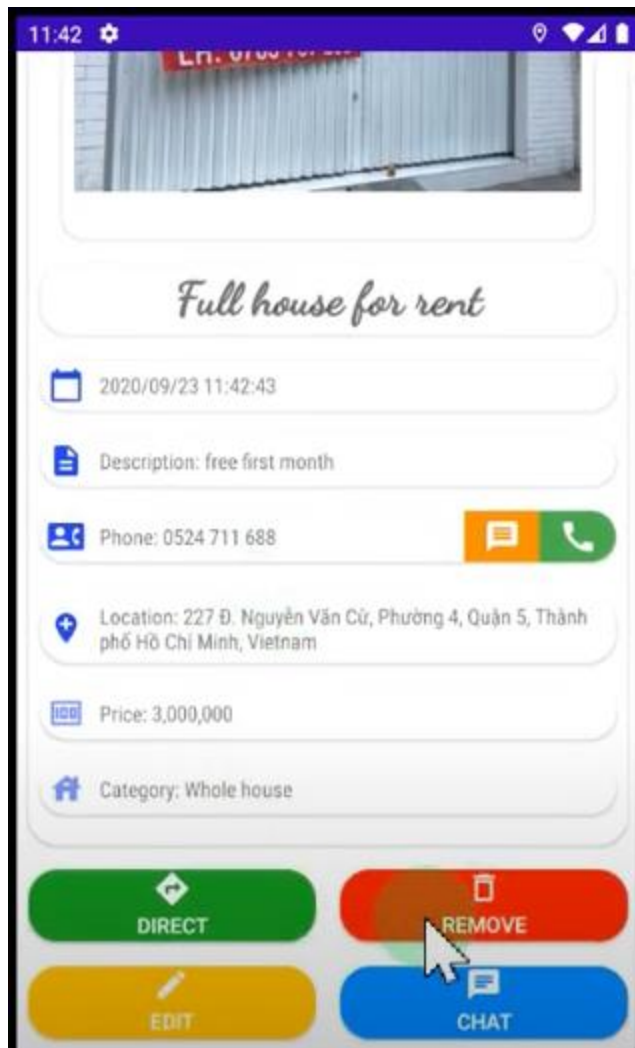 11:42
Full house for rent
2020/09/23 11:42:43
Description: free first month
Phone: 0524 711 688
Location: 227 Đ. Nguyễn Văn Cừ, Phường 4, Quận 5, Thành
phố Hồ Chí Minh, Vietnam
100
Price: 3,000,000
Category: Whole house
DIRECT
REMOVE
EDIT
CHAT